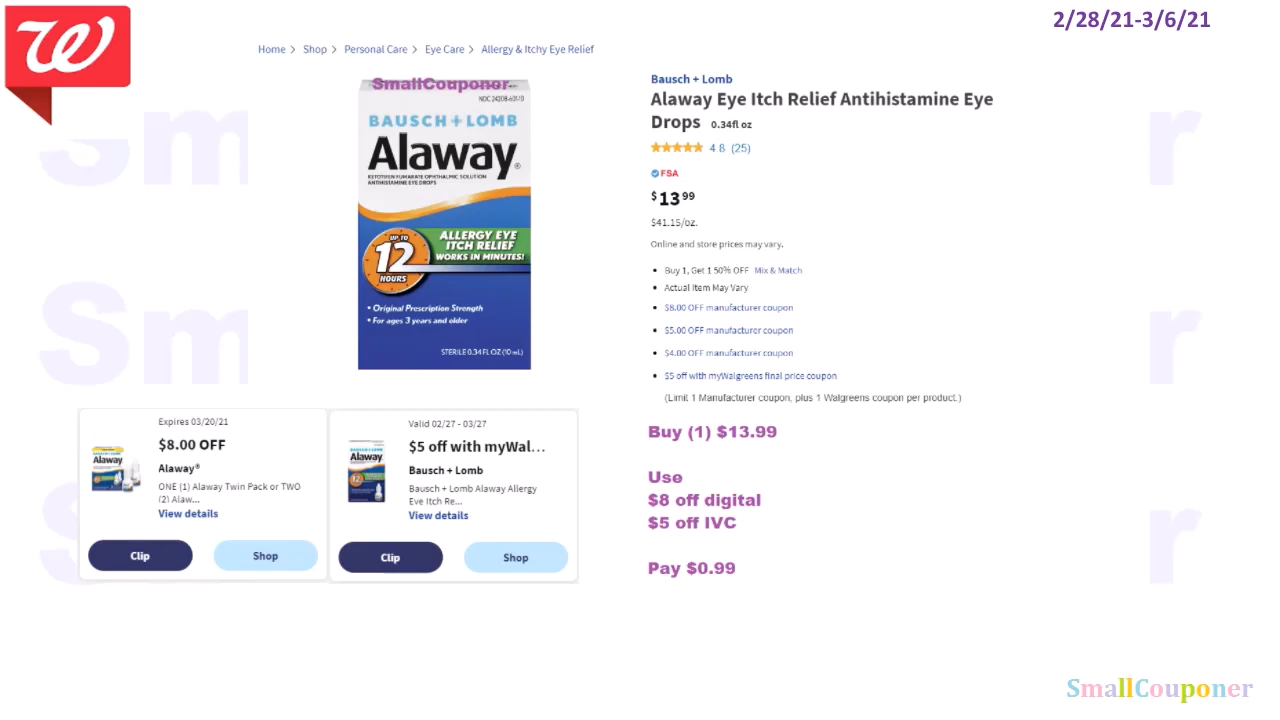 2/28/21-3/6/21
Home > Shop > Personal Care > Eye Care > Allergy & Itchy Eye Relief
SmallCouponer
NDC 24208-601-10
BAUSCH + LOMB
Alaway®
KETOTIFEN FUMARATE OPHTHALMIC SOLUTION
ANTIHISTAMINE EYE DROPS
UP TO
12
HOURS
ALLERGY EYE
ITCH RELIEF
WORKS IN MINUTES!
• Original Prescription Strength
• For ages 3 years and older
STERILE 0.34 FL OZ (10 mL)
Bausch + Lomb
Alaway Eye Itch Relief Antihistamine Eye
Drops 0.34fl oz
4.8 (25)
FSA
$13 99
$41.15/oz.
Online and store prices may vary.
• Buy 1, Get 1 50% OFF Mix & Match
• Actual Item May Vary
• $8.00 OFF manufacturer coupon
• $5.00 OFF manufacturer coupon
• $4.00 OFF manufacturer coupon
• $5 off with myWalgreens final price coupon
(Limit 1 Manufacturer coupon, plus 1 Walgreens coupon per product.)
Expires 03/20/21
$8.00 OFF
Alaway®
ONE (1) Alaway Twin Pack or TWO
(2) Alaw...
View details
Clip
Shop
Valid 02/27 - 03/27
$5 off with myWal...
Bausch + Lomb
Bausch + Lomb Alaway Allergy
Eye Itch Re...
View details
Clip
Shop
Buy (1) $13.99
Use
$8 off digital
$5 off IVC
Pay $0.99
SmallCouponer